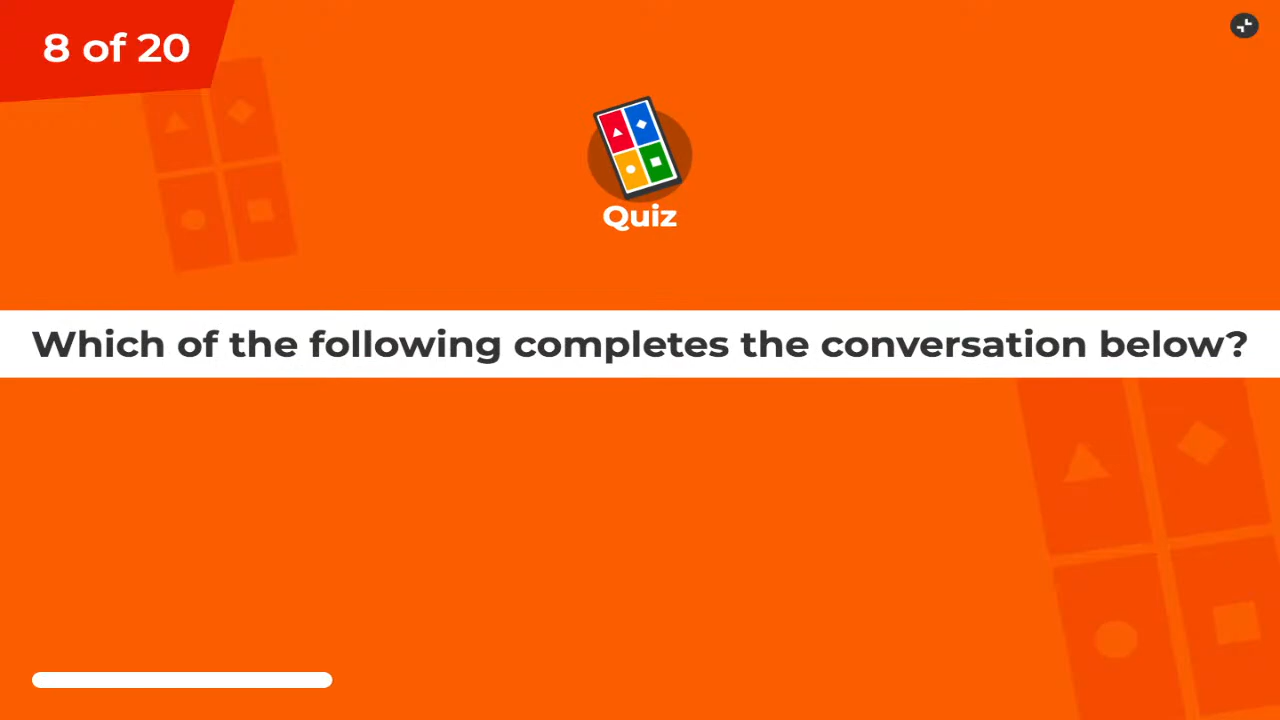 8 of 20
Quiz
Which of the following completes the conversation below?